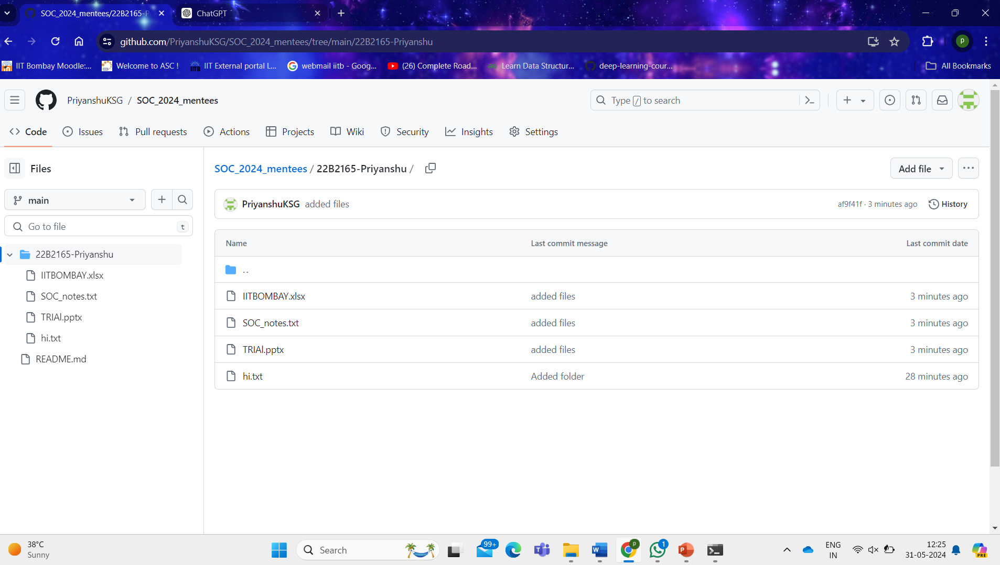 SOC_2024_mentees/22B2165-P
ChatGPT
github.com/PriyanshuKSG/SOC_2024_mentees/tree/main/22B2165-Priyanshu
P
IIT Bombay Moodle:... Welcome to ASC ! IIT External portal L... webmail iitb - Goog... (26) Complete Road... Learn Data Structur... deep-learning-cour... All Bookmarks
PriyanshuKSG / SOC_2024_mentees
Type / to search
Code Issues Pull requests Actions Projects Wiki Security Insights Settings
Files
main
Go to file t
22B2165-Priyanshu
IITBOMBAY.xlsx
SOC_notes.txt
TRIAl.pptx
hi.txt
README.md
SOC_2024_mentees / 22B2165-Priyanshu /
Add file
PriyanshuKSG added files af9f41f · 3 minutes ago History
Name Last commit message Last commit date
..
IITBOMBAY.xlsx added files 3 minutes ago
SOC_notes.txt added files 3 minutes ago
TRIAl.pptx added files 3 minutes ago
hi.txt Added folder 28 minutes ago
38°C
Sunny
Search
99+
P
1
ENG
IN
12:25
31-05-2024
PRE